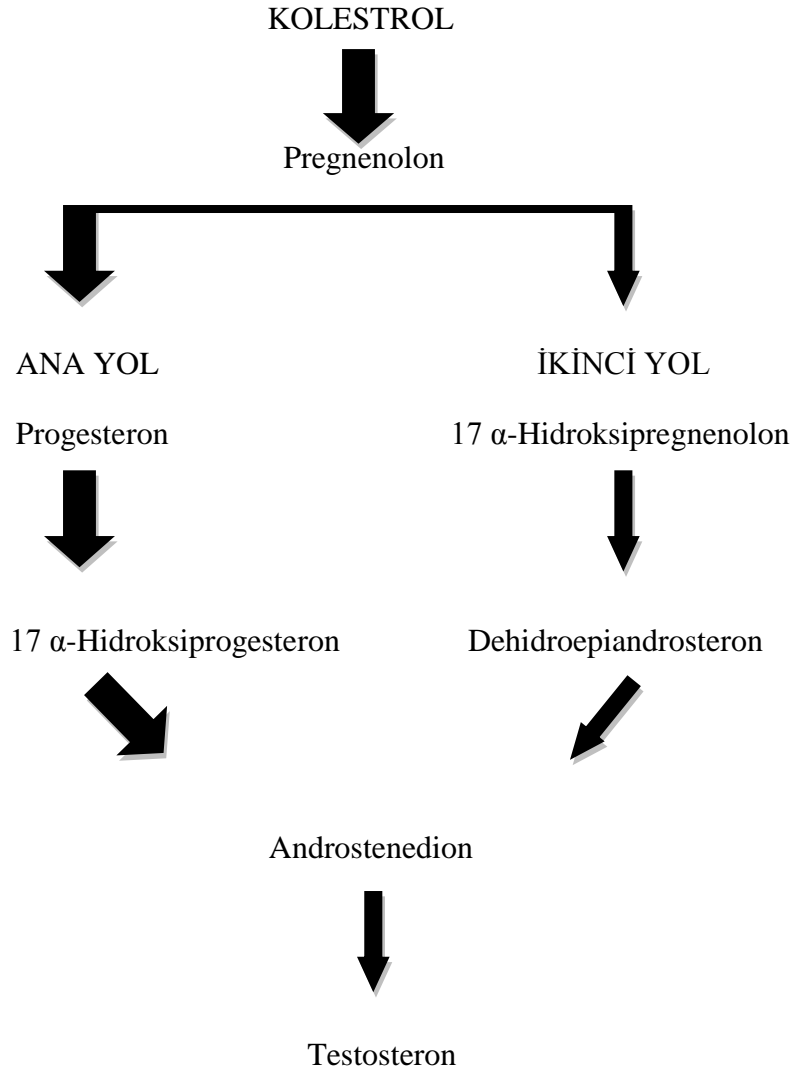 KOLESTROL
Pregnenolon
ANA YOL
İKİNCİ YOL
Progesteron
17 α-Hidroksipregnenolon
17 α-Hidroksiprogesteron
Dehidroepiandrosteron
Androstenedion
Testosteron